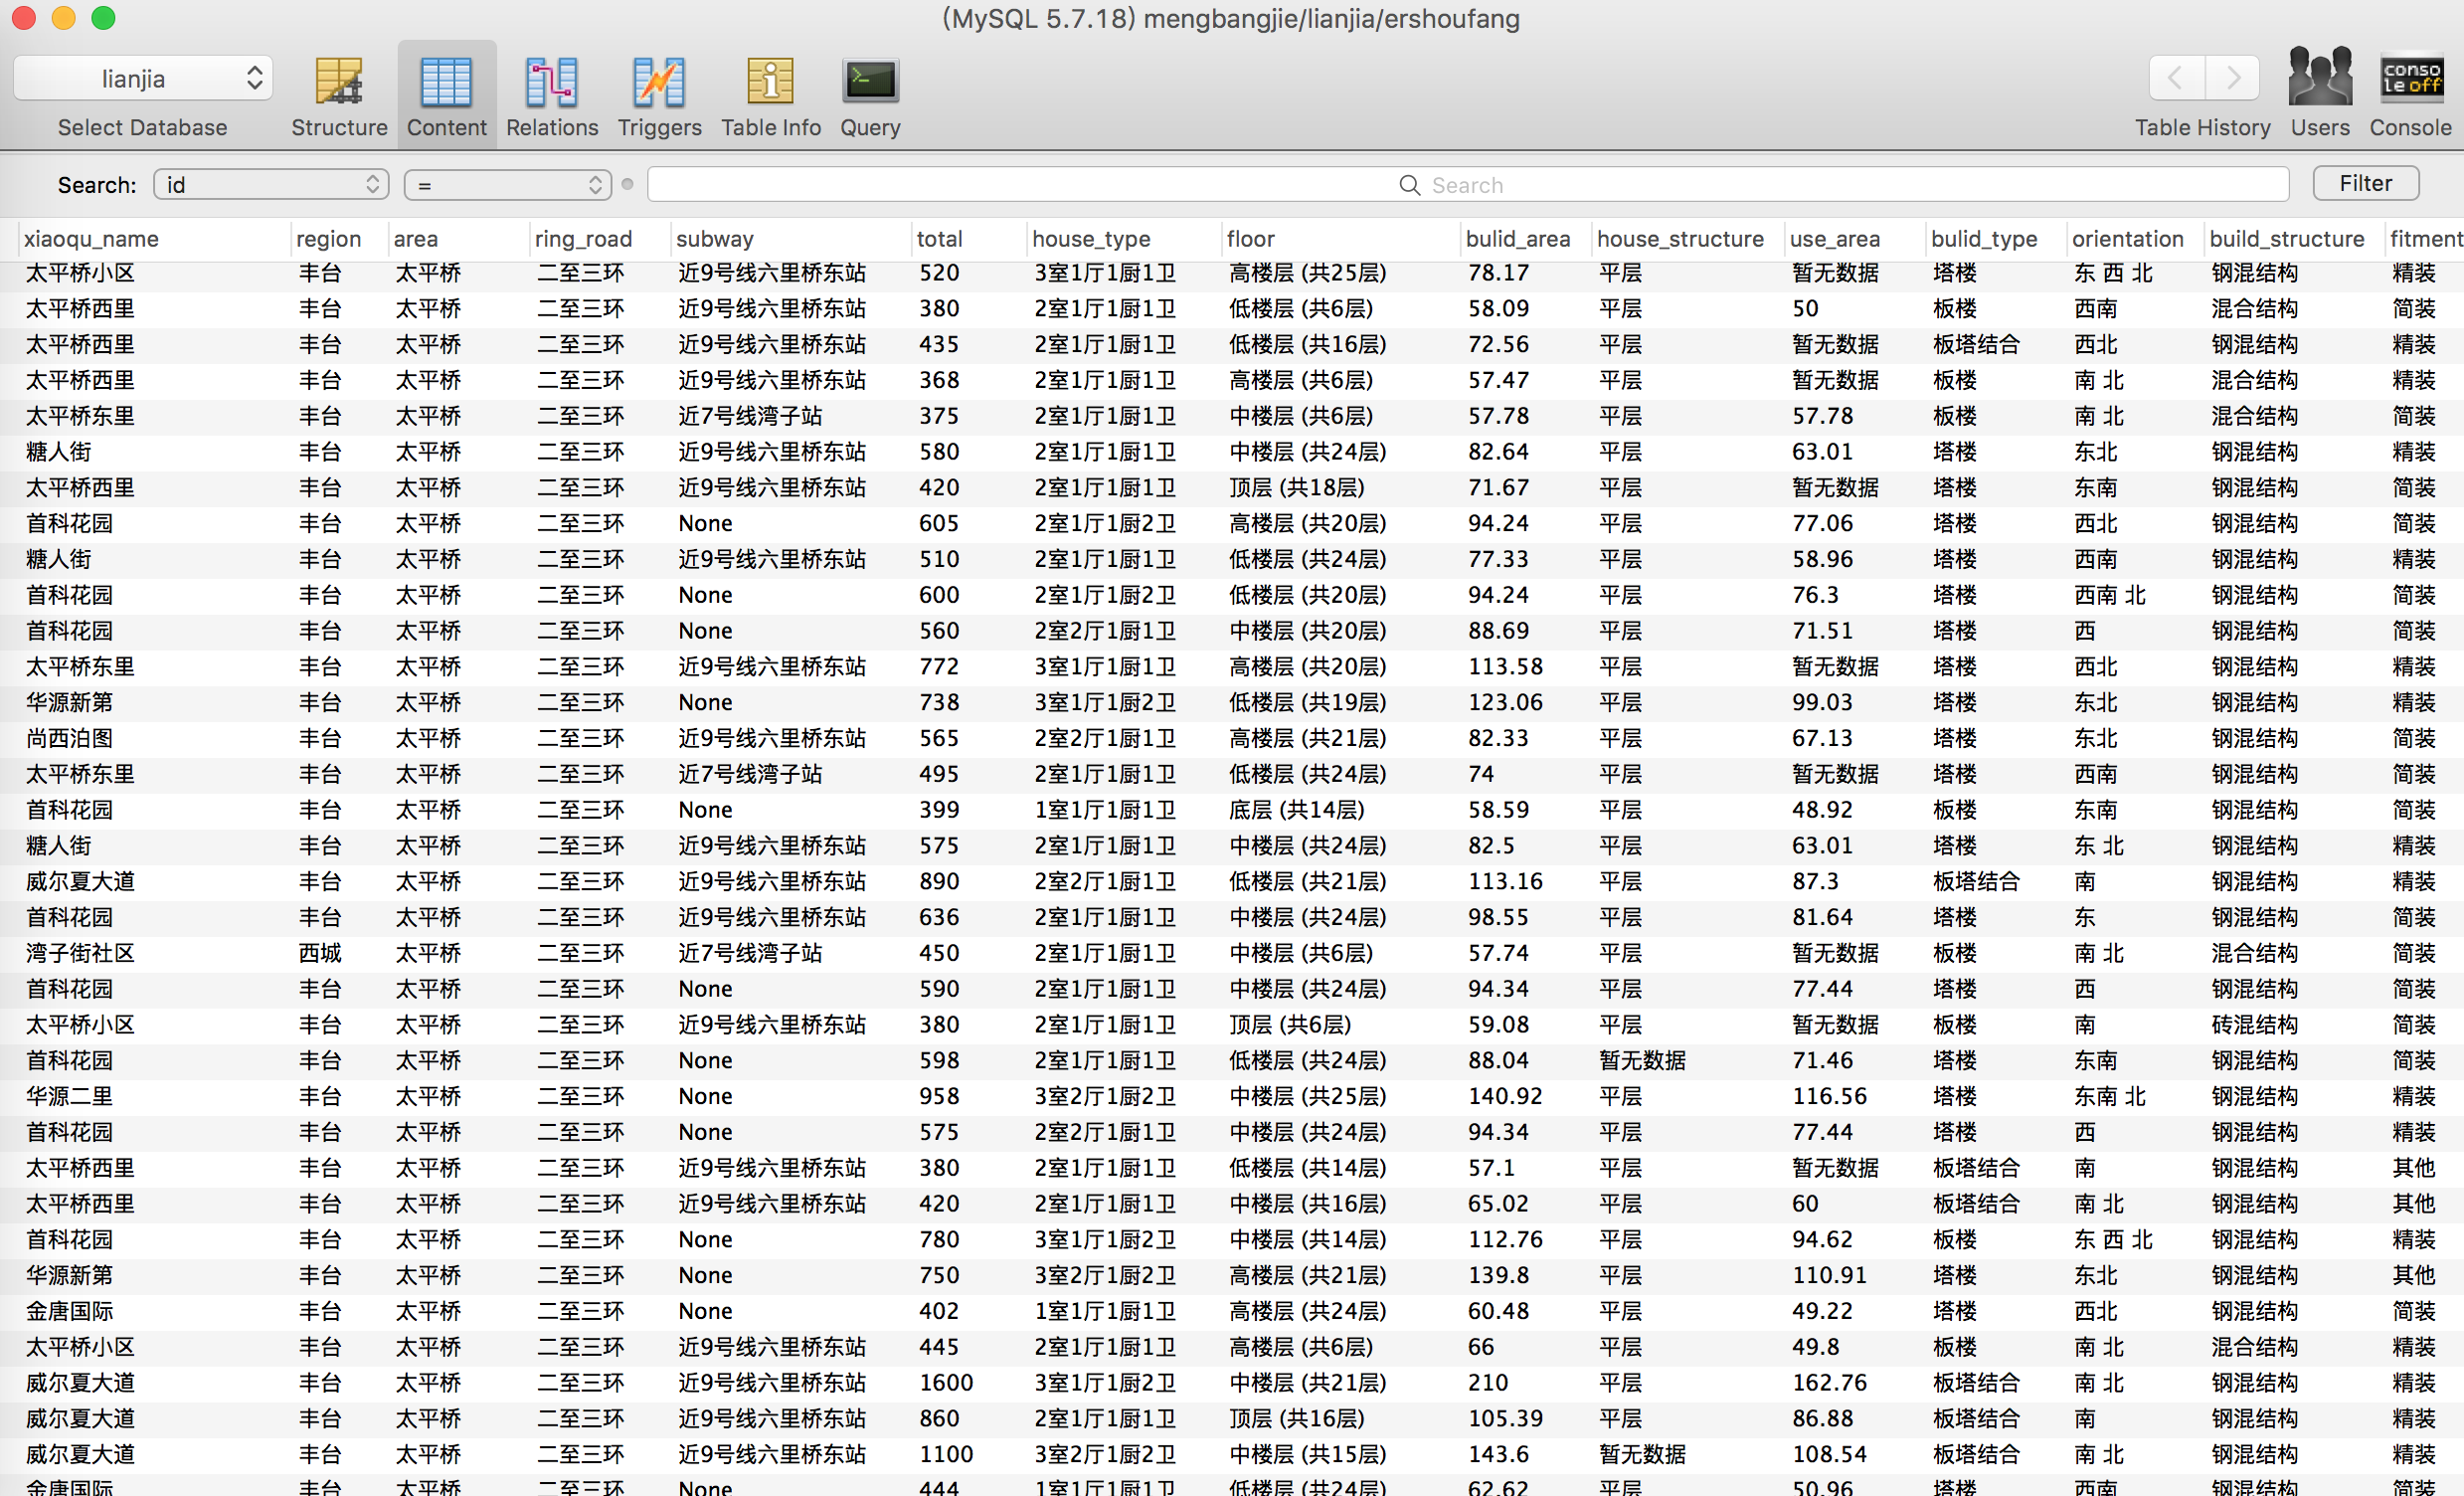 (MySQL 5.7.18) mengbangjie/lianjia/ershoufang
lianjia
conso
le off
Select Database Structure Content Relations Triggers Table Info Query Table History Users Console
Search: id = Search Filter
xiaoqu_name region area ring_road subway total house_type floor bulid_area house_structure use_area bulid_type orientation build_structure fitment
太平桥小区 丰台 太平桥 二至三环 近9号线六里桥东站 520 3室1厅1厨1卫 高楼层 (共25层) 78.17 平层 暂无数据 塔楼 东 西 北 钢混结构 精装
太平桥西里 丰台 太平桥 二至三环 近9号线六里桥东站 380 2室1厅1厨1卫 低楼层 (共6层) 58.09 平层 50 板楼 西南 混合结构 简装
太平桥西里 丰台 太平桥 二至三环 近9号线六里桥东站 435 2室1厅1厨1卫 低楼层 (共16层) 72.56 平层 暂无数据 板塔结合 西北 钢混结构 精装
太平桥西里 丰台 太平桥 二至三环 近9号线六里桥东站 368 2室1厅1厨1卫 高楼层 (共6层) 57.47 平层 暂无数据 板楼 南 北 混合结构 精装
太平桥东里 丰台 太平桥 二至三环 近7号线湾子站 375 2室1厅1厨1卫 中楼层 (共6层) 57.78 平层 57.78 板楼 南 北 混合结构 简装
糖人街 丰台 太平桥 二至三环 近9号线六里桥东站 580 2室1厅1厨1卫 中楼层 (共24层) 82.64 平层 63.01 塔楼 东北 钢混结构 精装
太平桥西里 丰台 太平桥 二至三环 近9号线六里桥东站 420 2室1厅1厨1卫 顶层 (共18层) 71.67 平层 暂无数据 塔楼 东南 钢混结构 简装
首科花园 丰台 太平桥 二至三环 None 605 2室1厅1厨2卫 高楼层 (共20层) 94.24 平层 77.06 塔楼 西北 钢混结构 简装
糖人街 丰台 太平桥 二至三环 近9号线六里桥东站 510 2室1厅1厨1卫 低楼层 (共24层) 77.33 平层 58.96 塔楼 西南 钢混结构 精装
首科花园 丰台 太平桥 二至三环 None 600 2室1厅1厨2卫 低楼层 (共20层) 94.24 平层 76.3 塔楼 西南 北 钢混结构 简装
首科花园 丰台 太平桥 二至三环 None 560 2室2厅1厨1卫 中楼层 (共20层) 88.69 平层 71.51 塔楼 西 钢混结构 简装
太平桥东里 丰台 太平桥 二至三环 近9号线六里桥东站 772 3室1厅1厨1卫 高楼层 (共20层) 113.58 平层 暂无数据 塔楼 西北 钢混结构 精装
华源新第 丰台 太平桥 二至三环 None 738 3室1厅1厨2卫 低楼层 (共19层) 123.06 平层 99.03 塔楼 东北 钢混结构 精装
尚西泊图 丰台 太平桥 二至三环 近9号线六里桥东站 565 2室2厅1厨1卫 高楼层 (共21层) 82.33 平层 67.13 塔楼 东北 钢混结构 简装
太平桥东里 丰台 太平桥 二至三环 近7号线湾子站 495 2室1厅1厨1卫 低楼层 (共24层) 74 平层 暂无数据 塔楼 西南 钢混结构 简装
首科花园 丰台 太平桥 二至三环 None 399 1室1厅1厨1卫 底层 (共14层) 58.59 平层 48.92 板楼 东南 钢混结构 简装
糖人街 丰台 太平桥 二至三环 近9号线六里桥东站 575 2室1厅1厨1卫 中楼层 (共24层) 82.5 平层 63.01 塔楼 东 北 钢混结构 精装
威尔夏大道 丰台 太平桥 二至三环 近9号线六里桥东站 890 2室2厅1厨1卫 低楼层 (共21层) 113.16 平层 87.3 板塔结合 南 钢混结构 精装
首科花园 丰台 太平桥 二至三环 近9号线六里桥东站 636 2室1厅1厨1卫 中楼层 (共24层) 98.55 平层 81.64 塔楼 东 钢混结构 简装
湾子街社区 西城 太平桥 二至三环 近7号线湾子站 450 2室1厅1厨1卫 中楼层 (共6层) 57.74 平层 暂无数据 板楼 南 北 混合结构 精装
首科花园 丰台 太平桥 二至三环 None 590 2室1厅1厨1卫 中楼层 (共24层) 94.34 平层 77.44 塔楼 西 钢混结构 简装
太平桥小区 丰台 太平桥 二至三环 近9号线六里桥东站 380 2室1厅1厨1卫 顶层 (共6层) 59.08 平层 暂无数据 板楼 南 砖混结构 简装
首科花园 丰台 太平桥 二至三环 None 598 2室1厅1厨1卫 低楼层 (共24层) 88.04 暂无数据 71.46 塔楼 东南 钢混结构 简装
华源二里 丰台 太平桥 二至三环 None 958 3室2厅1厨2卫 中楼层 (共25层) 140.92 平层 116.56 塔楼 东南 北 钢混结构 精装
首科花园 丰台 太平桥 二至三环 None 575 2室2厅1厨1卫 中楼层 (共24层) 94.34 平层 77.44 塔楼 西 钢混结构 精装
太平桥西里 丰台 太平桥 二至三环 近9号线六里桥东站 380 2室1厅1厨1卫 低楼层 (共14层) 57.1 平层 暂无数据 板塔结合 南 钢混结构 其他
太平桥西里 丰台 太平桥 二至三环 近9号线六里桥东站 420 2室1厅1厨1卫 中楼层 (共16层) 65.02 平层 60 板塔结合 南 北 钢混结构 其他
首科花园 丰台 太平桥 二至三环 None 780 3室1厅1厨2卫 中楼层 (共14层) 112.76 平层 94.62 板楼 东 西 北 钢混结构 精装
华源新第 丰台 太平桥 二至三环 None 750 3室2厅1厨2卫 高楼层 (共21层) 139.8 平层 110.91 塔楼 东北 钢混结构 其他
金唐国际 丰台 太平桥 二至三环 None 402 1室1厅1厨1卫 高楼层 (共24层) 60.48 平层 49.22 塔楼 西北 钢混结构 简装
太平桥小区 丰台 太平桥 二至三环 近9号线六里桥东站 445 2室1厅1厨1卫 高楼层 (共6层) 66 平层 49.8 板楼 南 北 混合结构 精装
威尔夏大道 丰台 太平桥 二至三环 近9号线六里桥东站 1600 3室1厅1厨2卫 中楼层 (共21层) 210 平层 162.76 板塔结合 南 北 钢混结构 精装
威尔夏大道 丰台 太平桥 二至三环 近9号线六里桥东站 860 2室1厅1厨1卫 顶层 (共16层) 105.39 平层 86.88 板塔结合 南 钢混结构 精装
威尔夏大道 丰台 太平桥 二至三环 近9号线六里桥东站 1100 3室2厅1厨2卫 中楼层 (共15层) 143.6 暂无数据 108.54 板塔结合 南 北 钢混结构 精装
金唐国际 丰台 太平桥 二至三环 None 444 1室1厅1厨1卫 低楼层 (共24层) 62.62 平层 50.96 塔楼 西南 钢混结构 简装